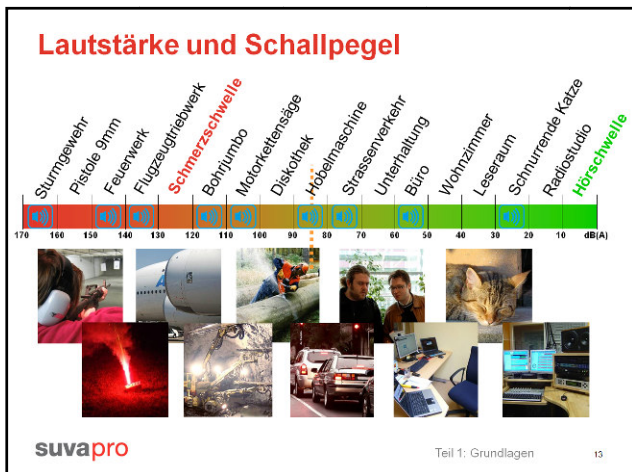 Lautstärke und Schallpegel
Sturmgewehr
Pistole 9mm
Feuerwerk
Flugzeugtriebwerk
Schmerzschwelle
Bohrjumbo
Motorkettensäge
Diskothek
Hobelmaschine
Strassenverkehr
Unterhaltung
Büro
Wohnzimmer
Leseraum
Schnurrende Katze
Radiostudio
Hörschwelle
170 160 150 140 130 120 110 100 90 80 70 60 50 40 30 20 10 dB(A)
suvapro
Teil 1: Grundlagen
13